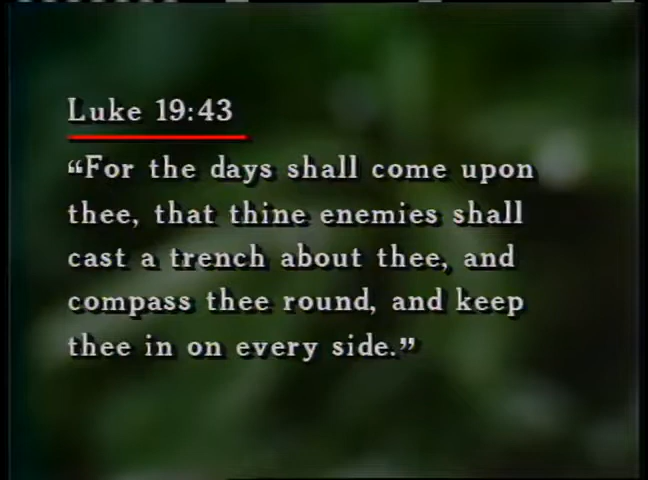 Luke 19:43
“For the days shall come upon
thee, that thine enemies shall
cast a trench about thee, and
compass thee round, and keep
thee in on every side.”